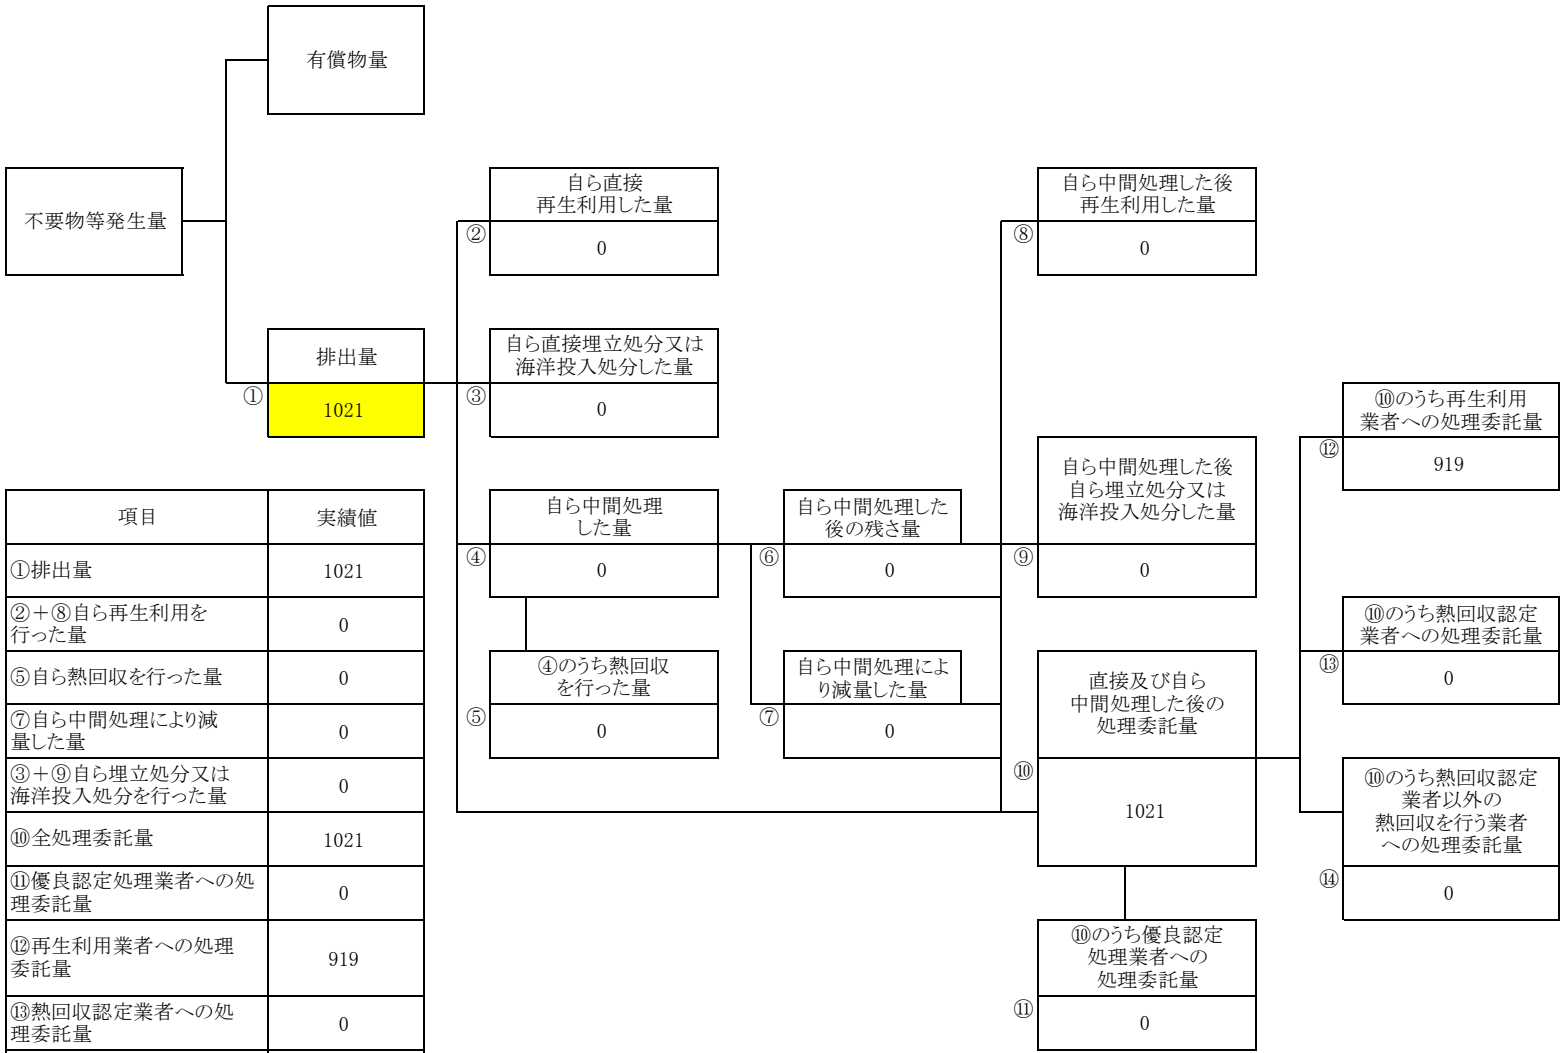 有償物量
不要物等発生量
自ら直接
再生利用した量
②
0
自ら中間処理した後
再生利用した量
⑧
0
排出量
①
1021
自ら直接埋立処分又は
海洋投入処分した量
③
0
⑩のうち再生利用
業者への処理委託量
⑫
919
自ら中間処理
した量
④
0
自ら中間処理した
後の残さ量
⑥
0
自ら中間処理した後
自ら埋立処分又は
海洋投入処分した量
⑨
0
④のうち熱回収
を行った量
⑤
0
自ら中間処理によ
り減量した量
⑦
0
直接及び自ら
中間処理した後の
処理委託量
⑩
1021
⑩のうち熱回収認定
業者への処理委託量
⑬
0
⑩のうち熱回収認定
業者以外の
熱回収を行う業者
への処理委託量
⑭
0
⑩のうち優良認定
処理業者への
処理委託量
⑪
0
項目 実績値
①排出量 1021
②＋⑧自ら再生利用を
行った量 0
⑤自ら熱回収を行った量 0
⑦自ら中間処理により減
量した量 0
③＋⑨自ら埋立処分又は
海洋投入処分を行った量 0
⑩全処理委託量 1021
⑪優良認定処理業者への処
理委託量 0
⑫再生利用業者への処理
委託量 919
⑬熱回収認定業者への処
理委託量 0